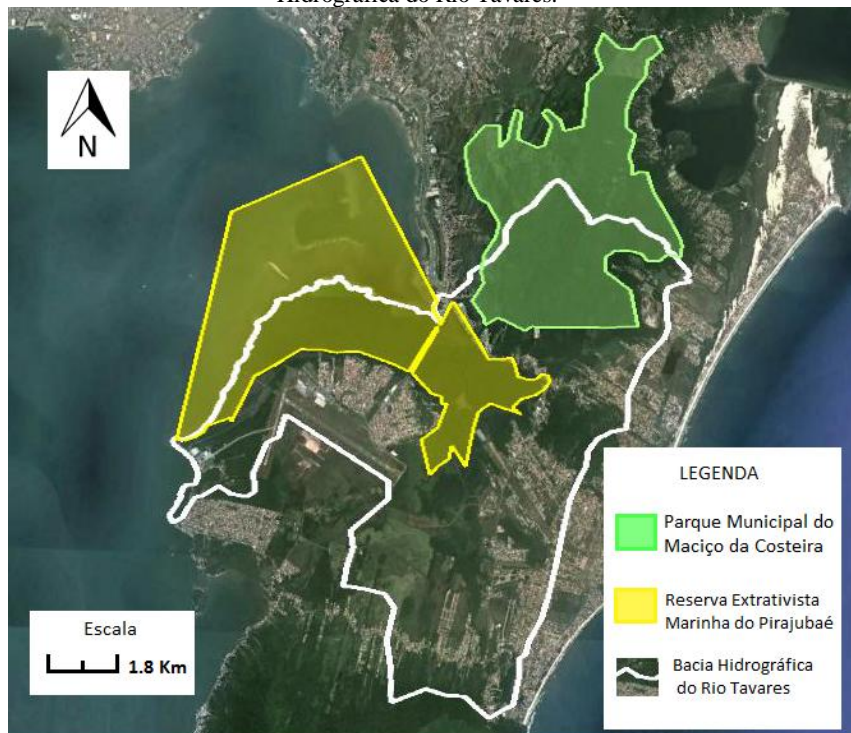 Hidrográfica do Rio Tavares.
N
LEGENDA
Parque Municipal do
Maciço da Costeira
Reserva Extrativista
Marinha do Pirajubaé
Bacia Hidrográfica
do Rio Tavares
Escala
1.8 Km